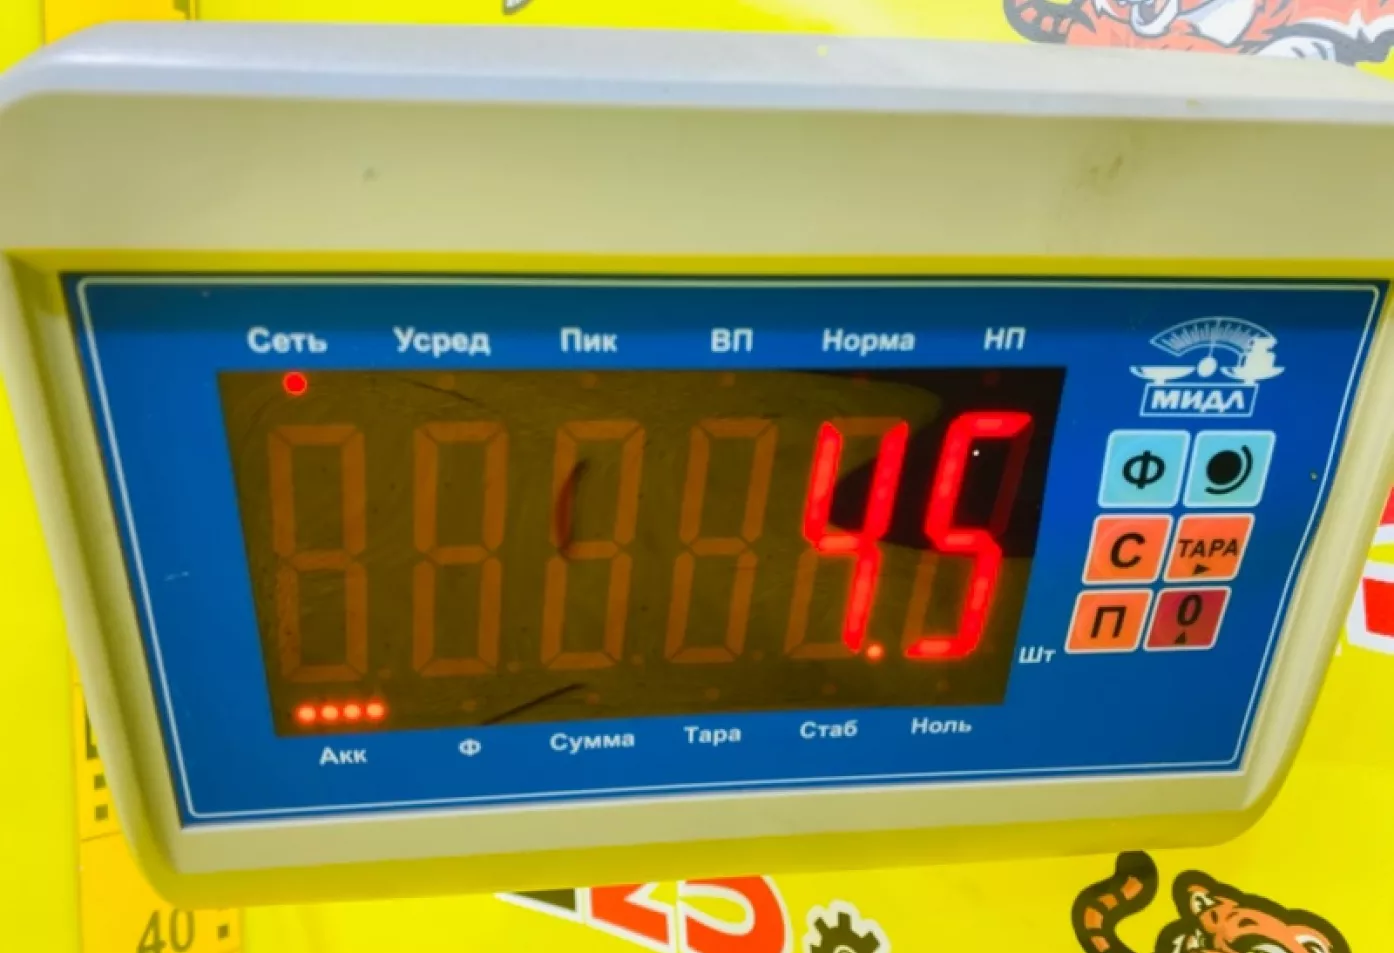 Сеть Усред Пик ВП Норма НП
МИДЛ
4.5
Ф
С ТАРА
П 0
Шт
Акк Ф Сумма Тара Стаб Ноль
40